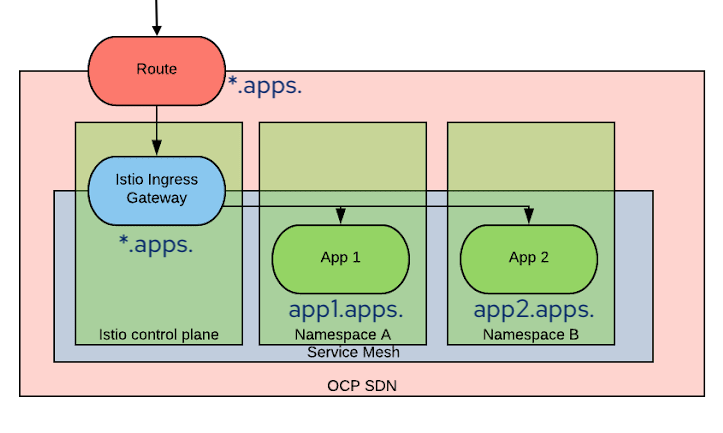 Route
*.apps.
Istio Ingress
Gateway
*.apps.
App 1
App 2
app1.apps.
app2.apps.
Istio control plane
Namespace A
Namespace B
Service Mesh
OCP SDN